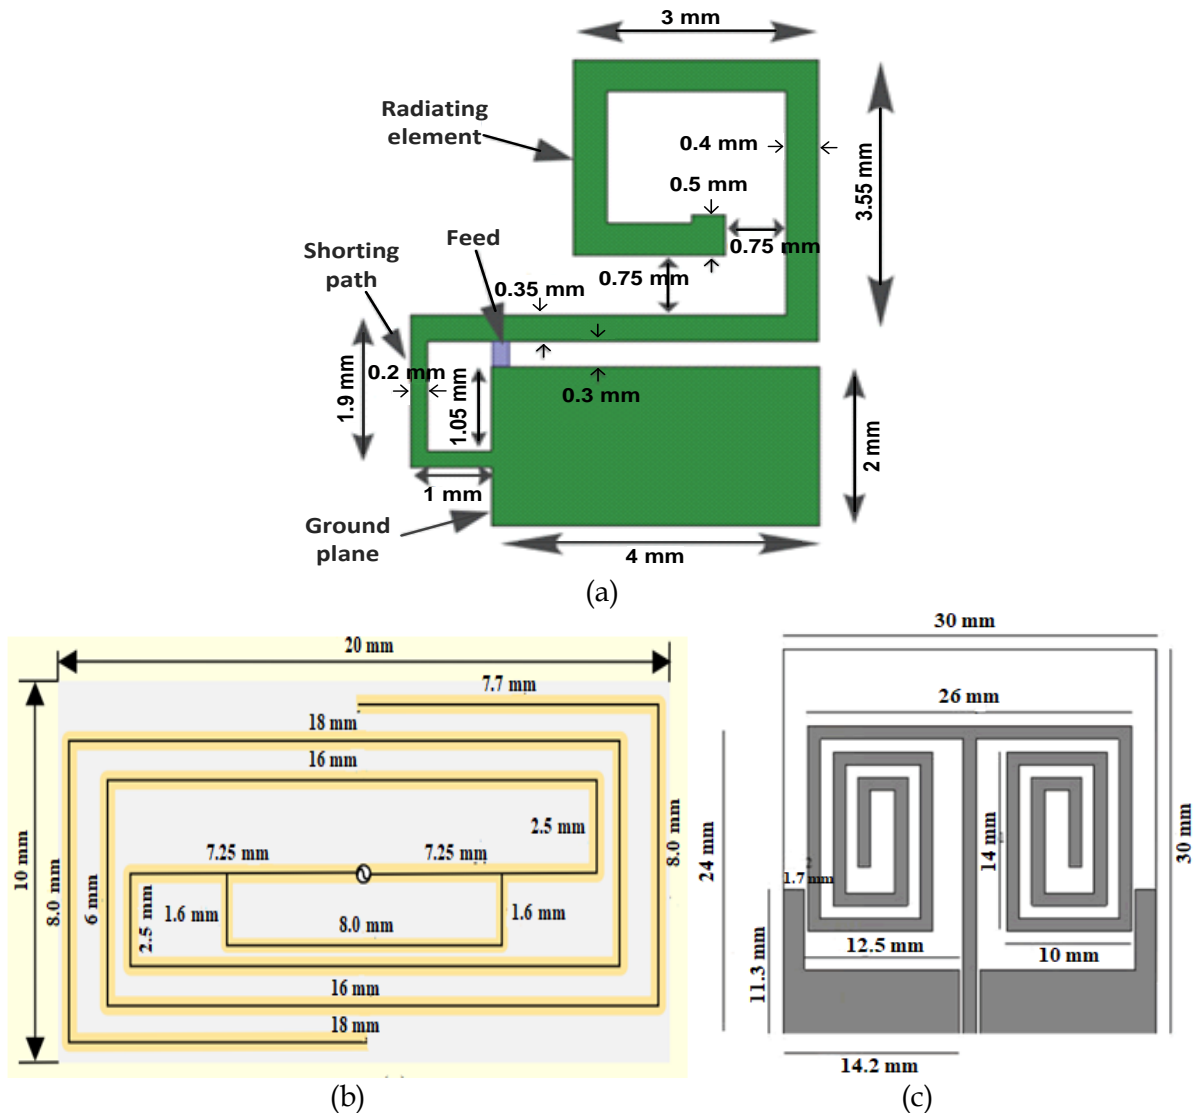 3 mm
Radiating
element
0.4 mm
0.5 mm
3.55 mm
Shorting
path
Feed
0.75 mm
0.75 mm
0.35 mm
1.9 mm
0.2 mm
1.05 mm
0.3 mm
2 mm
1 mm
Ground
plane
4 mm
(a)
20 mm
7.7 mm
18 mm
16 mm
2.5 mm
7.25 mm
7.25 mm
10 mm
8.0 mm
6 mm
2.5 mm
1.6 mm
8.0 mm
1.6 mm
8.0 mm
16 mm
18 mm
(b)
30 mm
26 mm
24 mm
14 mm
30 mm
1.7 mm
12.5 mm
10 mm
11.3 mm
14.2 mm
(c)